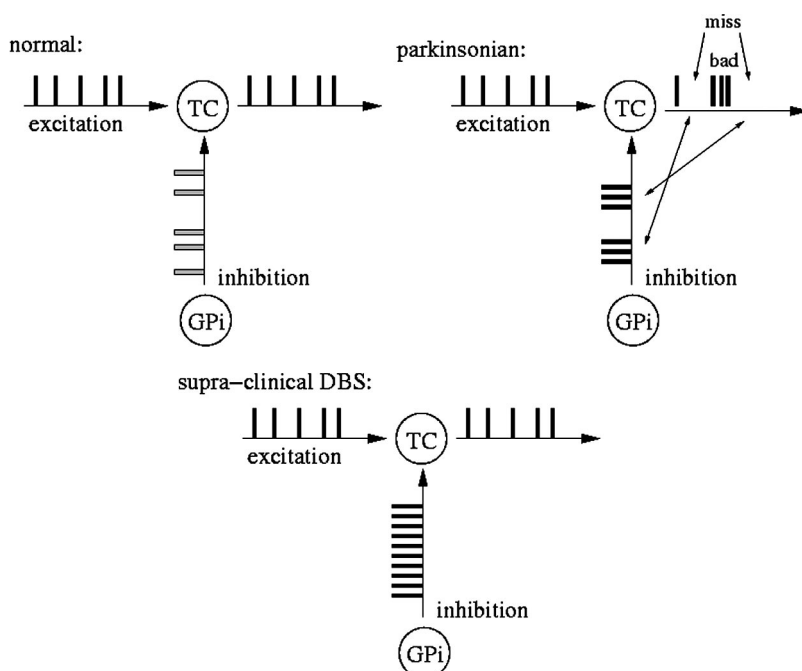 normal:
TC
excitation
inhibition
GPi
parkinsonian:
miss
bad
TC
excitation
inhibition
GPi
supra−clinical DBS:
TC
excitation
inhibition
GPi